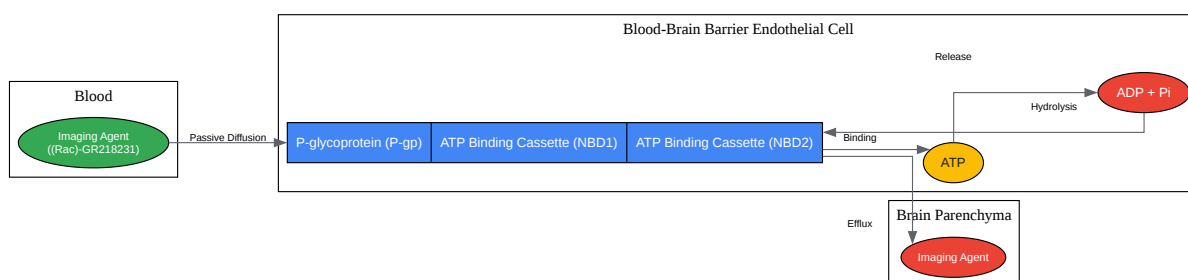 Blood-Brain Barrier Endothelial Cell
Release
Blood
ADP + Pi
Hydrolysis
Imaging Agent
((Rac)-GR218231)
Passive Diffusion
P-glycoprotein (P-gp)
ATP Binding Cassette (NBD1)
ATP Binding Cassette (NBD2)
Binding
ATP
Brain Parenchyma
Efflux
Imaging Agent